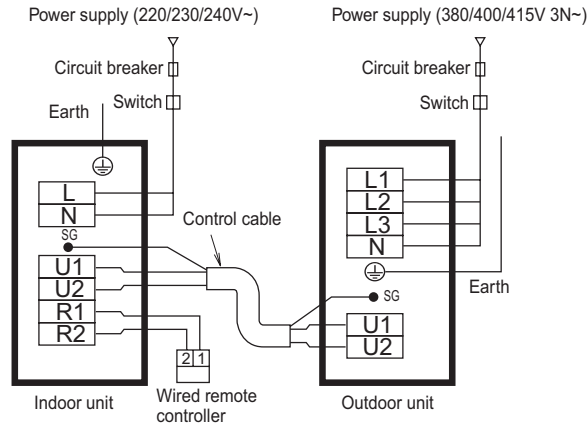 Power supply (220/230/240V~)
Power supply (380/400/415V 3N~)
Circuit breaker
Circuit breaker
Switch
Switch
Earth
L
N
SG
U1
U2
R1
R2
Control cable
L1
L2
L3
N
Earth
SG
U1
U2
2 1
Indoor unit
Wired remote
controller
Outdoor unit